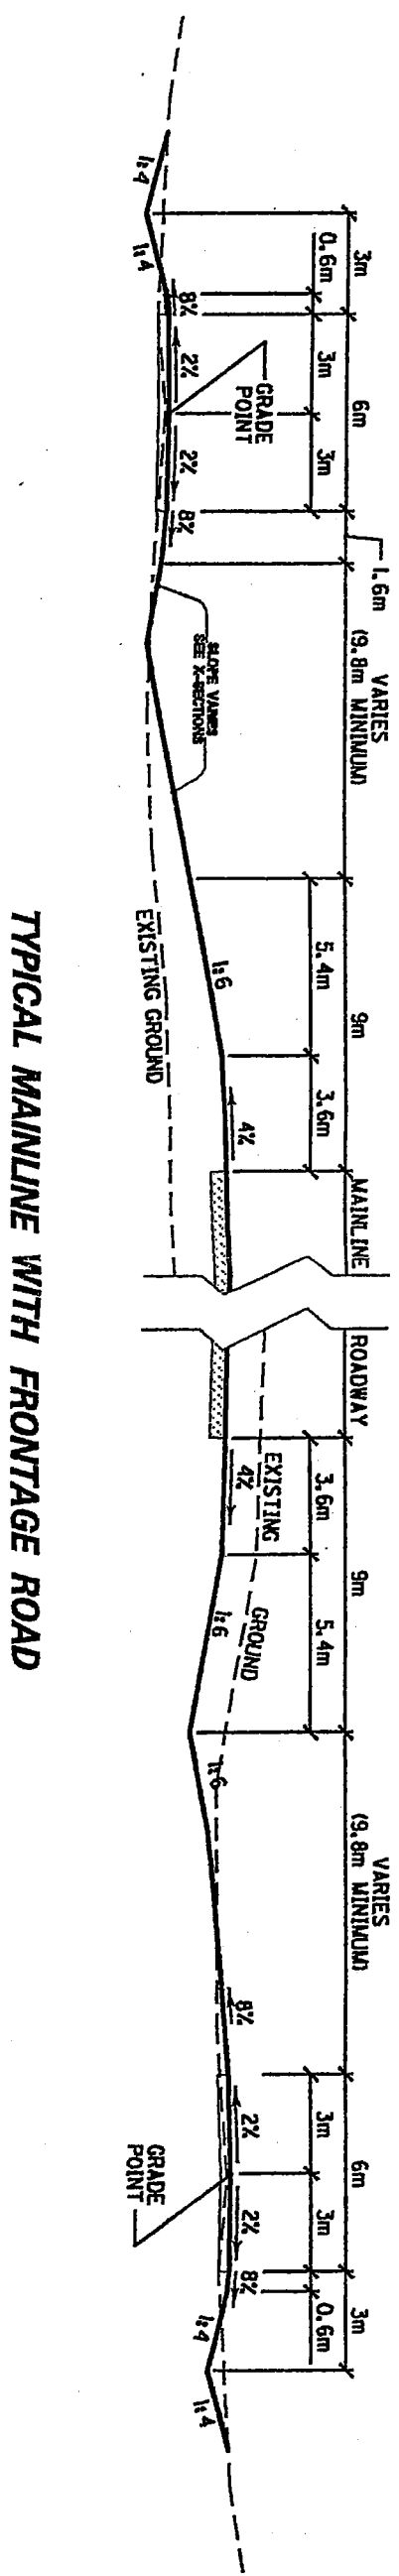 3m
6m
VARIES
(9.8m MINIMUM)
9m
MAINLINE
ROADWAY
9m
VARIES
(9.8m MINIMUM)
6m
3m
0.6m
3m
3m
1.6m
5.4m
3.6m
3.6m
5.4m
3m
3m
0.6m
1:4
1:4
8%
2%
GRADE
POINT
2%
8%
SLOPE VARIES
SEE X-SECTIONS
EXISTING GROUND
1:6
4%
4%
EXISTING
GROUND
1:6
1:6
8%
2%
2%
8%
GRADE
POINT
1:4
1:4
TYPICAL MAINLINE WITH FRONTAGE ROAD